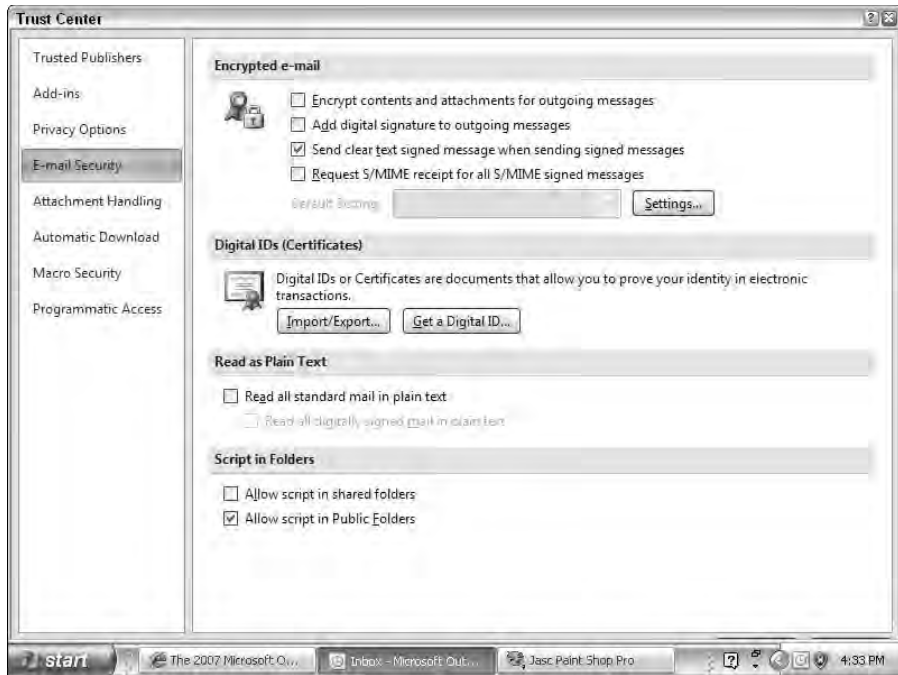 Trust Center
Trusted Publishers
Add-ins
Privacy Options
E-mail Security
Attachment Handling
Automatic Download
Macro Security
Programmatic Access
Encrypted e-mail
Encrypt contents and attachments for outgoing messages
Add digital signature to outgoing messages
Send clear text signed message when sending signed messages
Request S/MIME receipt for all S/MIME signed messages
Default Setting:
Settings...
Digital IDs (Certificates)
Digital IDs or Certificates are documents that allow you to prove your identity in electronic
transactions.
Import/Export...
Get a Digital ID...
Read as Plain Text
Read all standard mail in plain text
Read all digitally signed mail in plain text
Script in Folders
Allow script in shared folders
Allow script in Public Folders
start
The 2007 Microsoft O...
Inbox - Microsoft Out...
Jasc Paint Shop Pro
4:33 PM